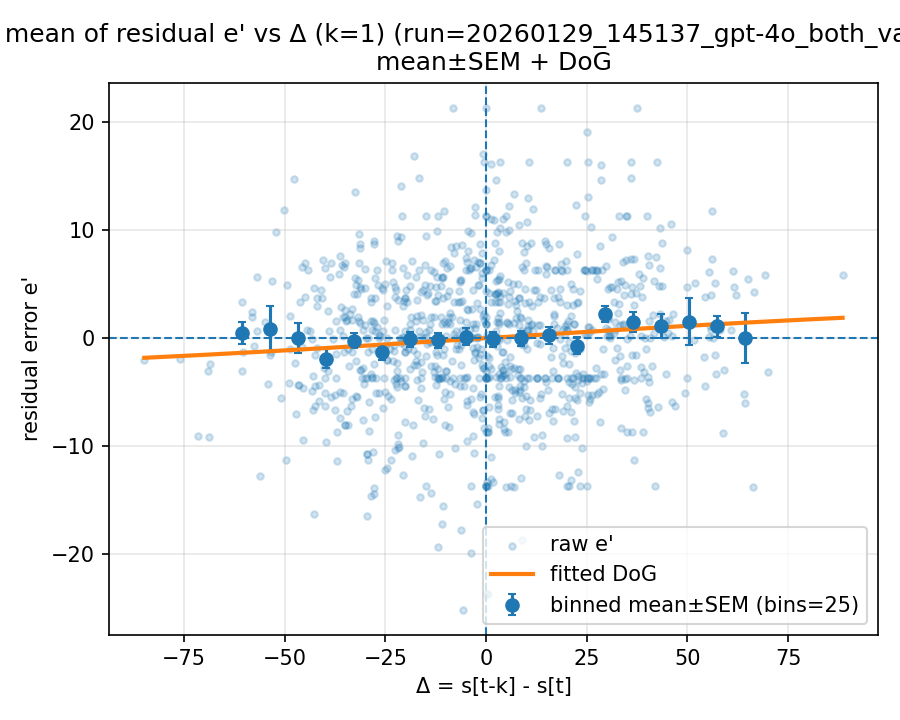 mean of residual e' vs Δ (k=1) (run=20260129_145137_gpt-4o_both_va
mean±SEM + DoG
20
10
0
−10
−20
residual error e'
raw e'
fitted DoG
binned mean±SEM (bins=25)
−75
−50
−25
0
25
50
75
Δ = s[t-k] - s[t]